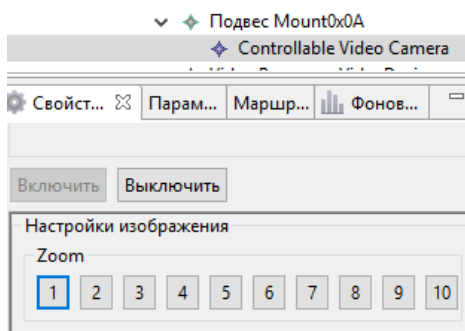 Подвес Mount0x0A
Controllable Video Camera
Свойст... Парам... Маршр... Фонов...
Включить Выключить
Настройки изображения
Zoom
1 2 3 4 5 6 7 8 9 10